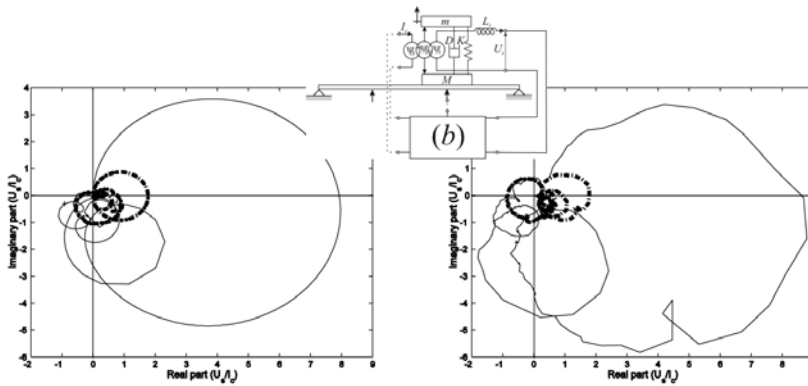 m
I
D K
L
U
M
(b)
4
3
2
1
0
-1
-2
-3
-4
-5
-6
-2 -1 0 1 2 3 4 5 6 7 8 9
Imaginary part (U_s/I_c)
Real part (U_s/I_c)
4
3
2
1
0
-1
-2
-3
-4
-5
-6
-2 -1 0 1 2 3 4 5 6 7 8
Imaginary part (U_s/I_c)
Real part (U_s/I_c)